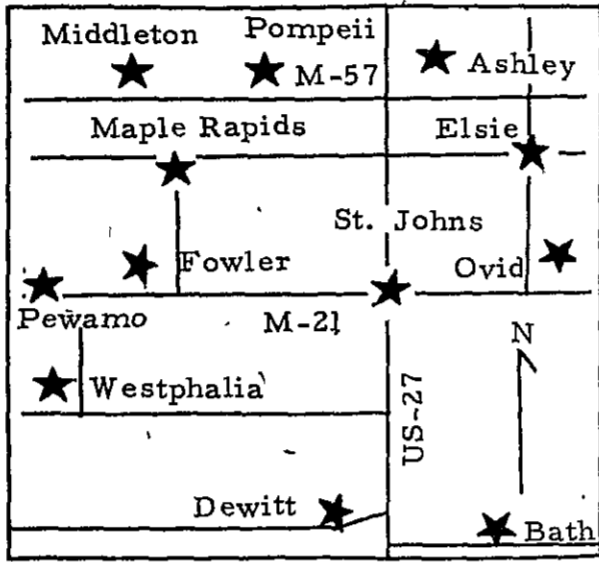 Middleton
Pompeii
M-57
Ashley
Maple Rapids
Elsie
St. Johns
Fowler
Ovid
Pewamo
M-21
N
Westphalia
US-27
Dewitt
Bath